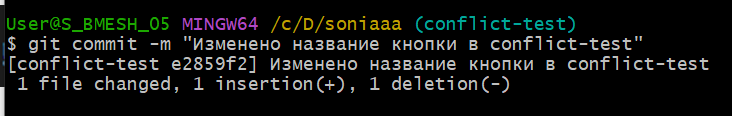 User@S_BMESH_05 MINGW64 /c/D/soniaaa (conflict-test)
$ git commit -m "Изменено название кнопки в conflict-test"
[conflict-test e2859f2] Изменено название кнопки в conflict-test
 1 file changed, 1 insertion(+), 1 deletion(-)